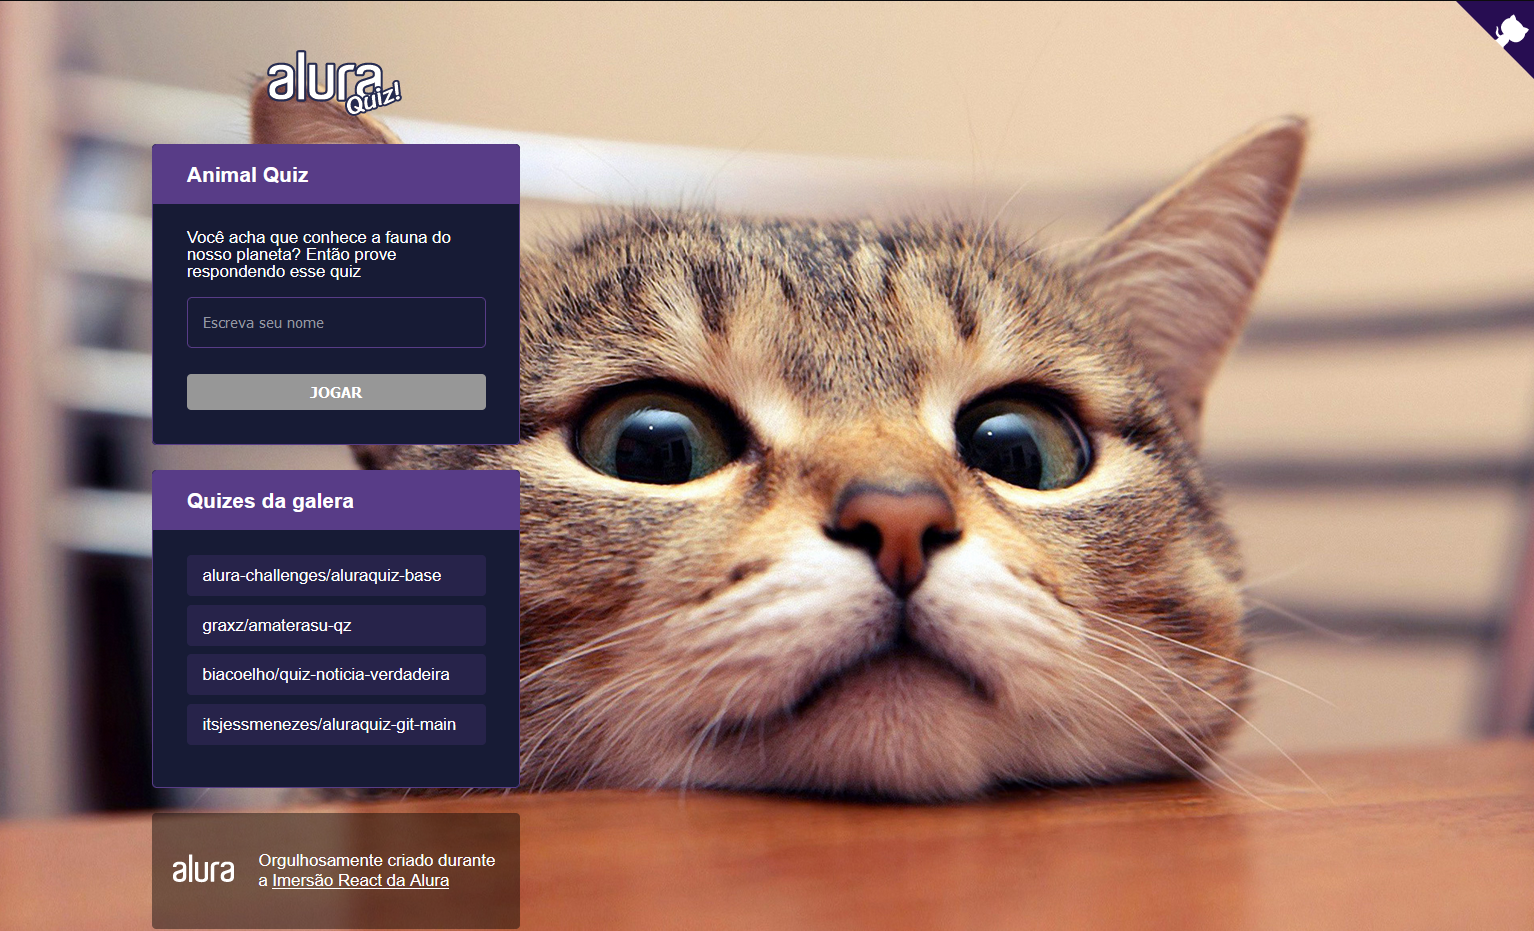 alura
Quiz!
Animal Quiz
Você acha que conhece a fauna do
nosso planeta? Então prove
respondendo esse quiz
Escreva seu nome
JOGAR
Quizes da galera
alura-challenges/aluraquiz-base
graxz/amaterasu-qz
biacoelho/quiz-noticia-verdadeira
itsjessmenezes/aluraquiz-git-main
alura
Orgulhosamente criado durante
a Imersão React da Alura